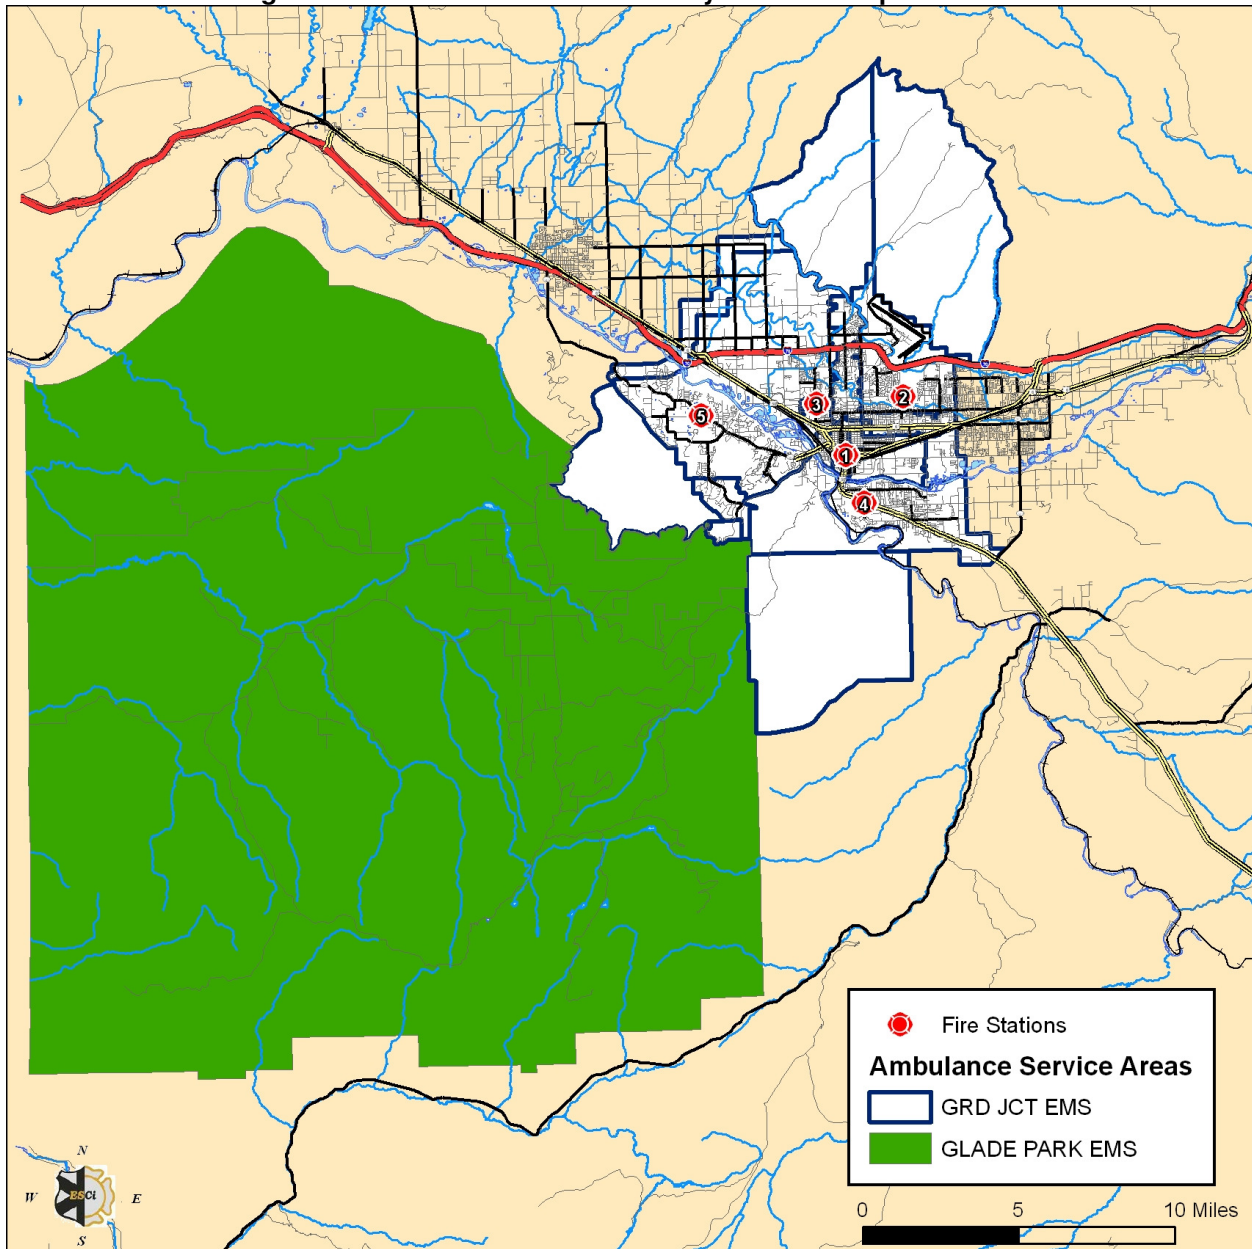 3
2
5
1
4
Fire Stations
Ambulance Service Areas
GRD JCT EMS
GLADE PARK EMS
N
W ESCi E
S
0 5 10 Miles